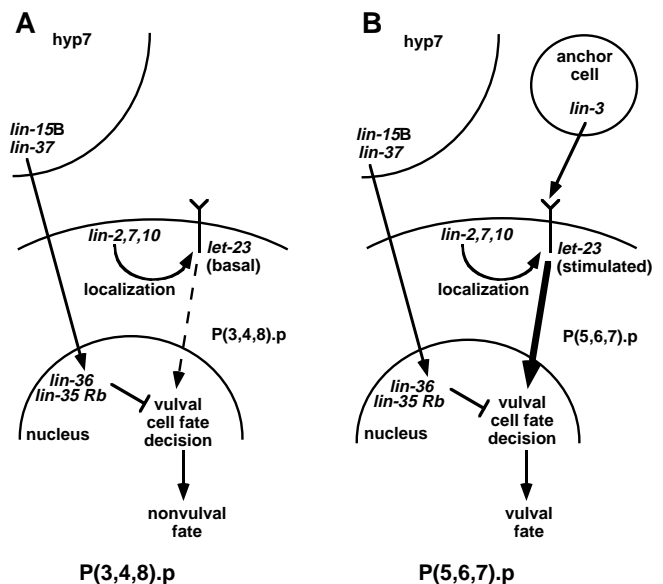 A
hyp7
lin-15B
lin-37
lin-2,7,10
let-23
(basal)
localization
P(3,4,8).p
lin-36
lin-35 Rb
vulval
cell fate
decision
nucleus
nonvulval
fate
P(3,4,8).p
B
hyp7
anchor
cell
lin-3
lin-15B
lin-37
lin-2,7,10
let-23
(stimulated)
localization
P(5,6,7).p
lin-36
lin-35 Rb
vulval
cell fate
decision
nucleus
vulval
fate
P(5,6,7).p